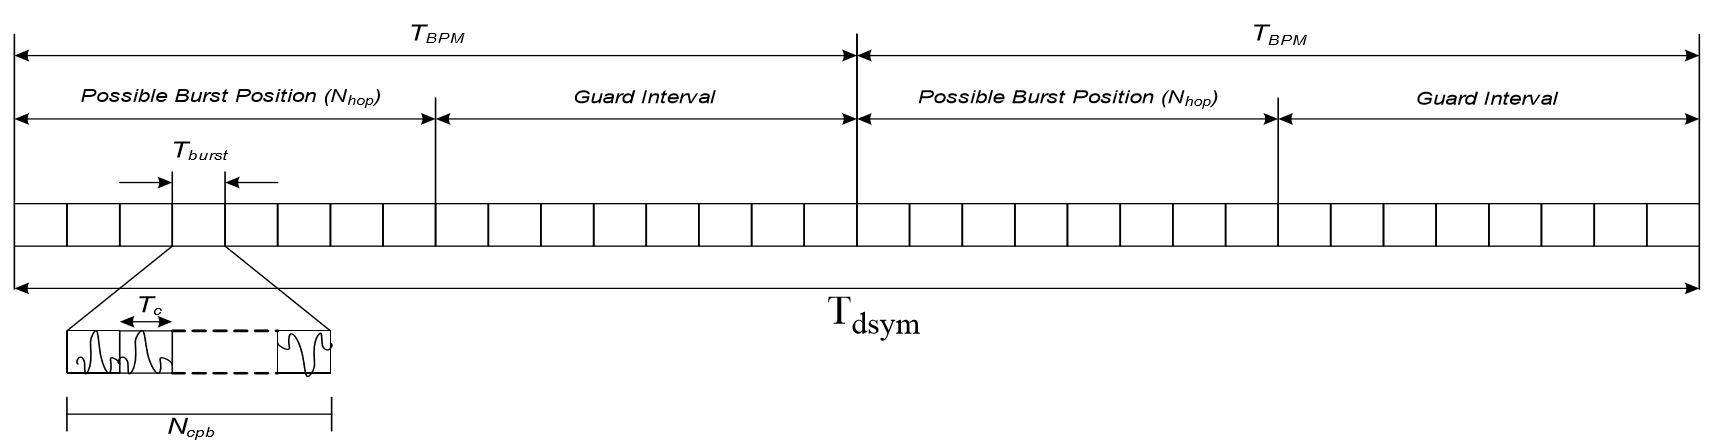 T_BPM T_BPM
Possible Burst Position (N_hop) Guard Interval Possible Burst Position (N_hop) Guard Interval
T_burst
T_dsym
T_c
N_cpb